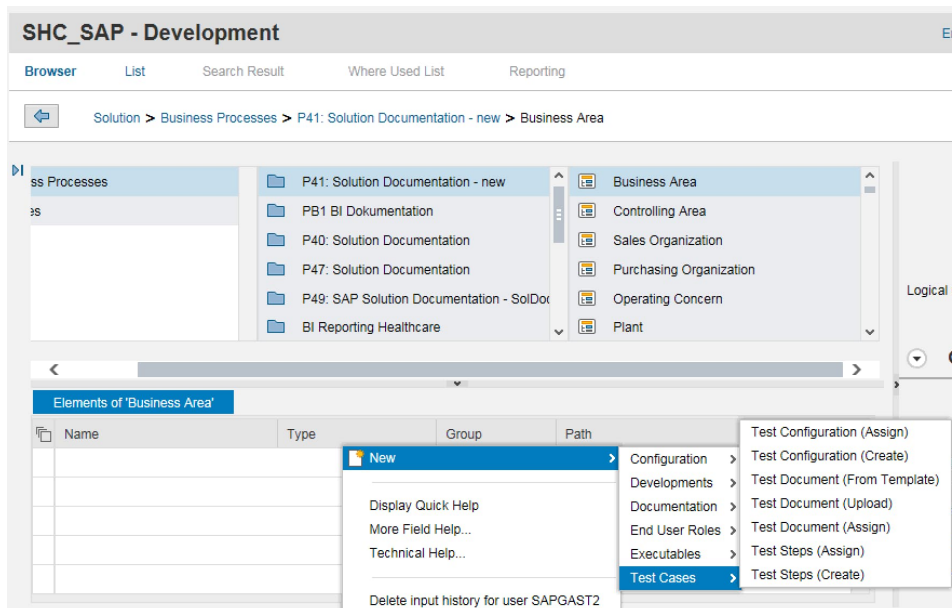 SHC_SAP - Development
Browser List Search Result Where Used List Reporting
Solution > Business Processes > P41: Solution Documentation - new > Business Area
ss Processes
es
P41: Solution Documentation - new
PB1 BI Dokumentation
P40: Solution Documentation
P47: Solution Documentation
P49: SAP Solution Documentation - SolDoc
BI Reporting Healthcare
Business Area
Controlling Area
Sales Organization
Purchasing Organization
Operating Concern
Plant
Logical
Elements of 'Business Area'
Name Type Group Path
New
Display Quick Help
More Field Help...
Technical Help...
Delete input history for user SAPGAST2
Configuration
Developments
Documentation
End User Roles
Executables
Test Cases
Test Configuration (Assign)
Test Configuration (Create)
Test Document (From Template)
Test Document (Upload)
Test Document (Assign)
Test Steps (Assign)
Test Steps (Create)